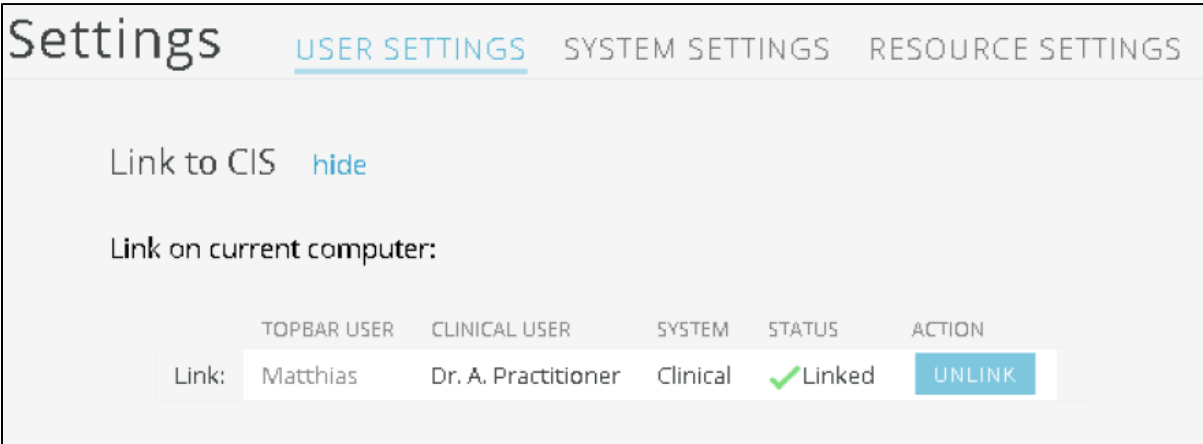 Settings USER SETTINGS SYSTEM SETTINGS RESOURCE SETTINGS
Link to CIS hide
Link on current computer:
TOPBAR USER CLINICAL USER SYSTEM STATUS ACTION
Link: Matthias Dr. A. Practitioner Clinical Linked UNLINK